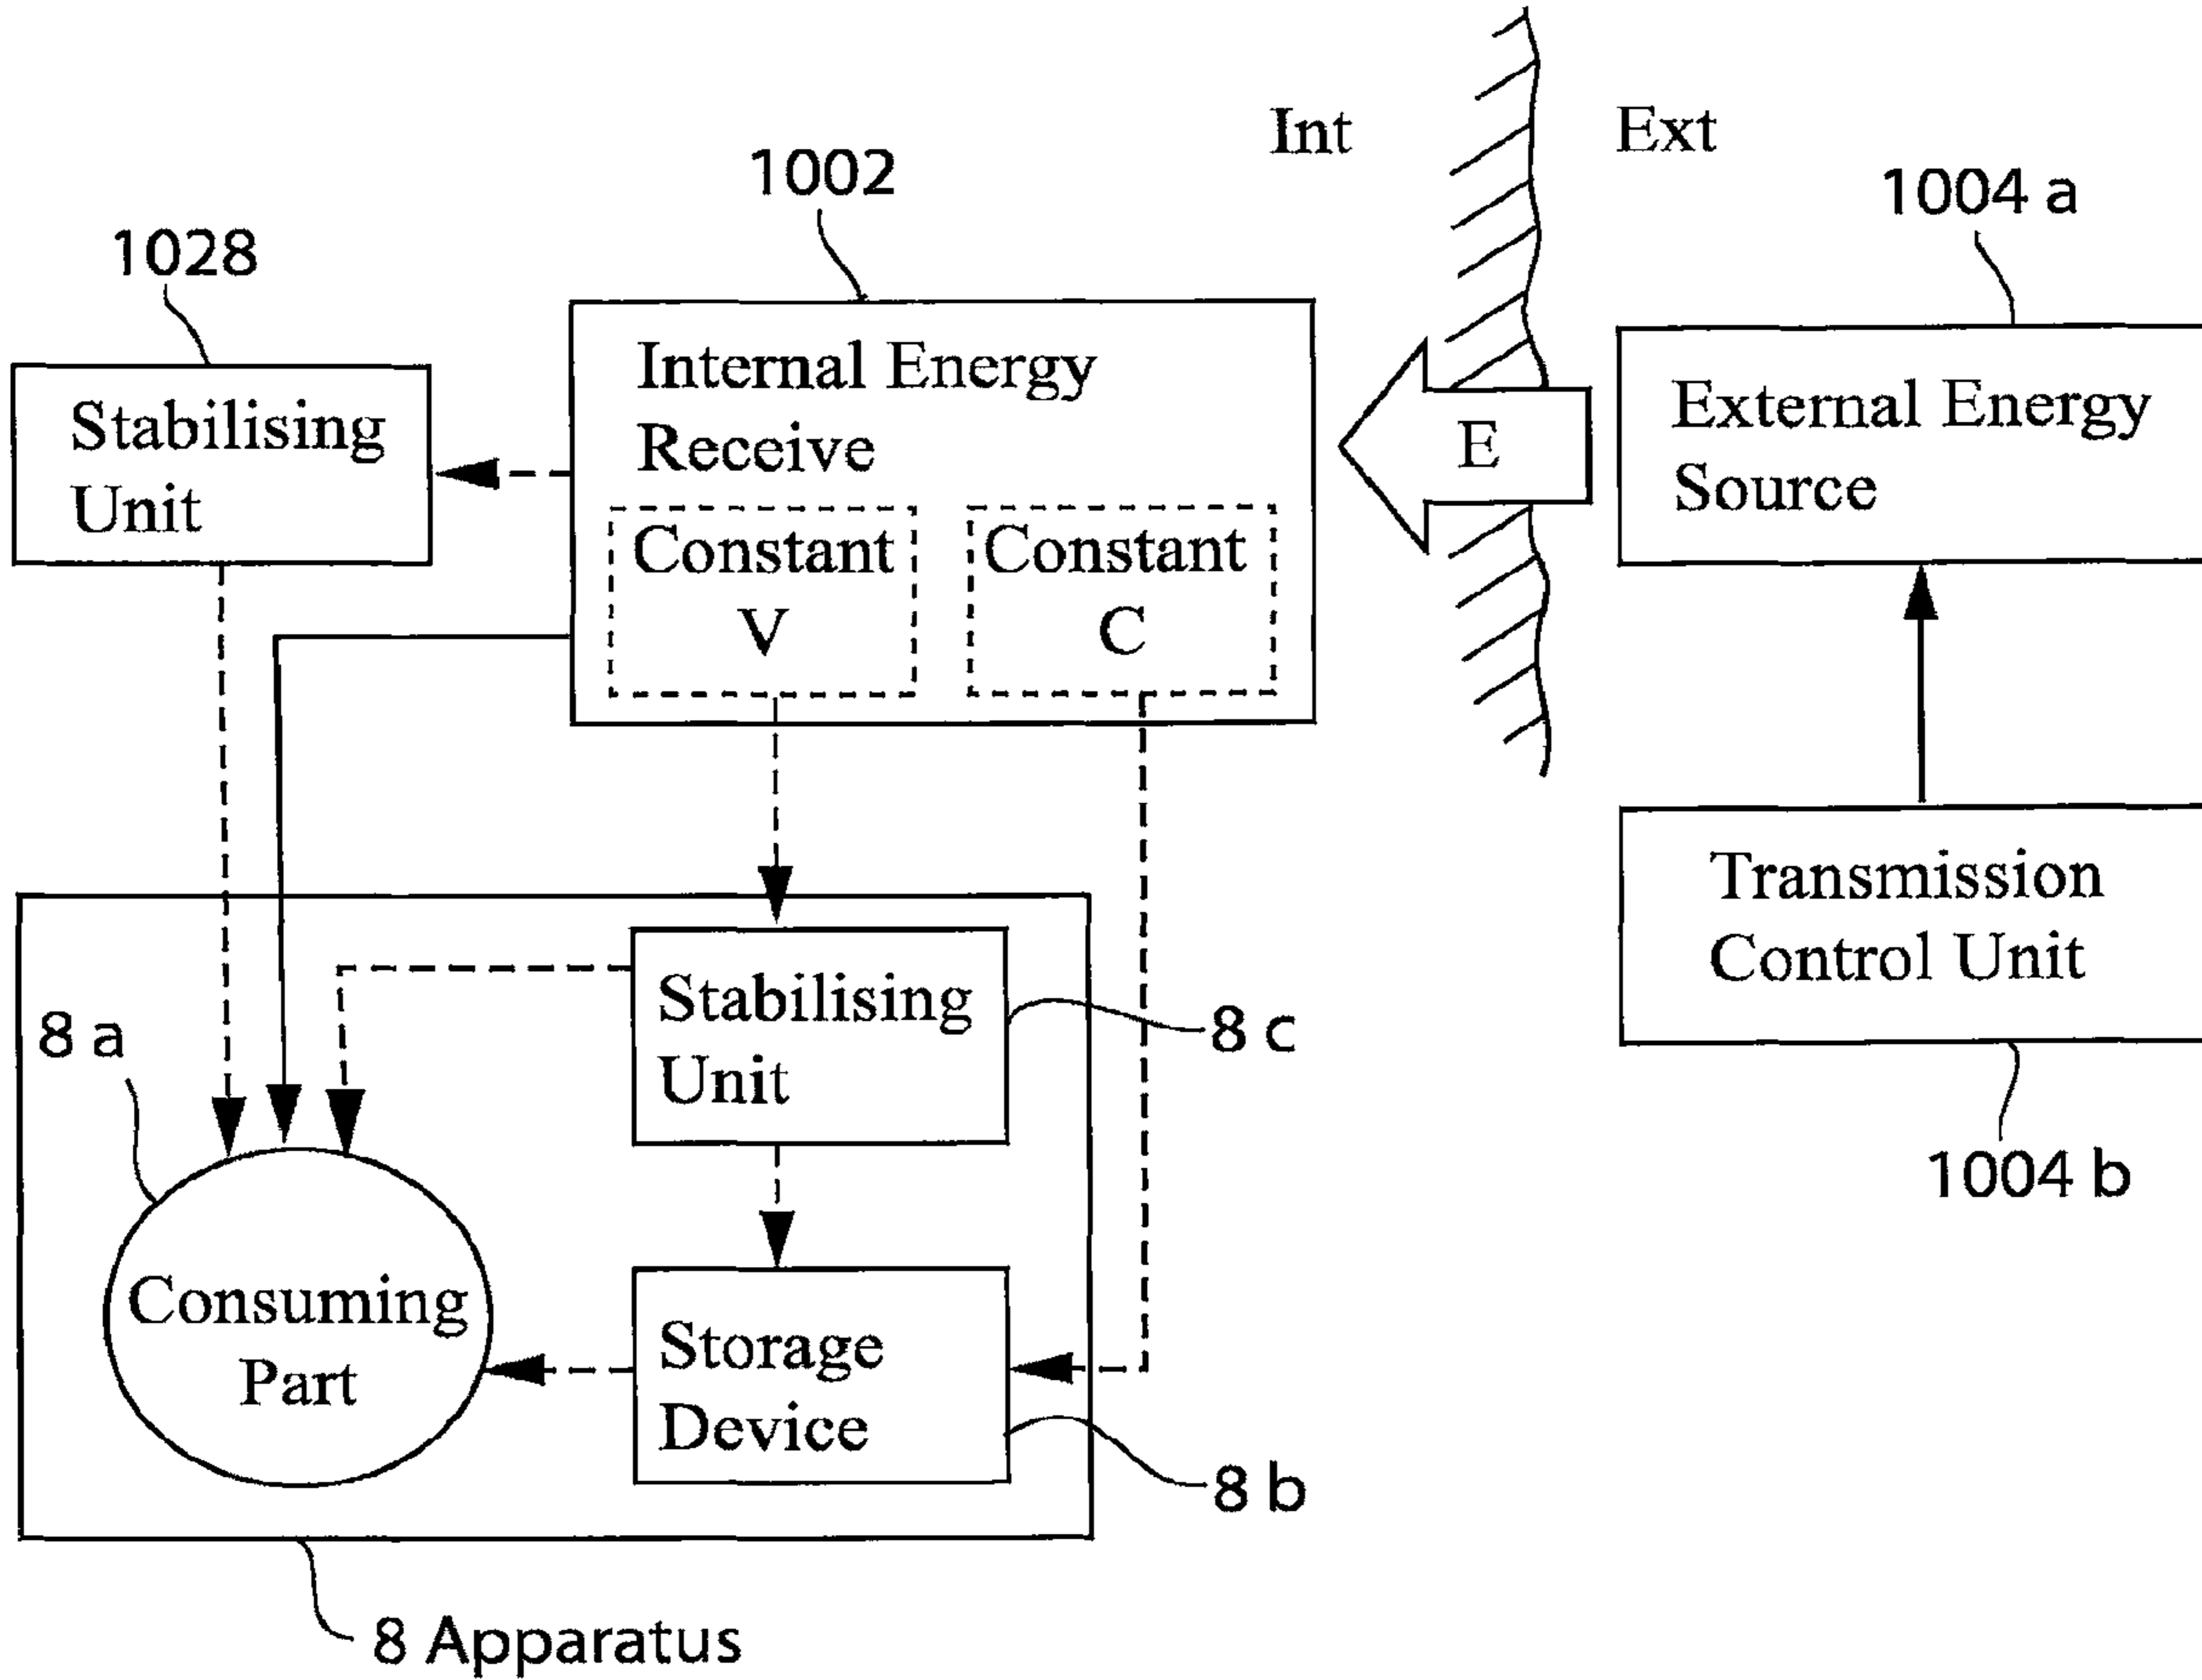 Int
Ext
1002
1004 a
1028
Internal Energy
Receive
Stabilising
Unit
External Energy
Source
E
Constant
V
Constant
C
Transmission
Control Unit
8 a
Stabilising
Unit
8 c
1004 b
Consuming
Part
Storage
Device
8 b
8 Apparatus